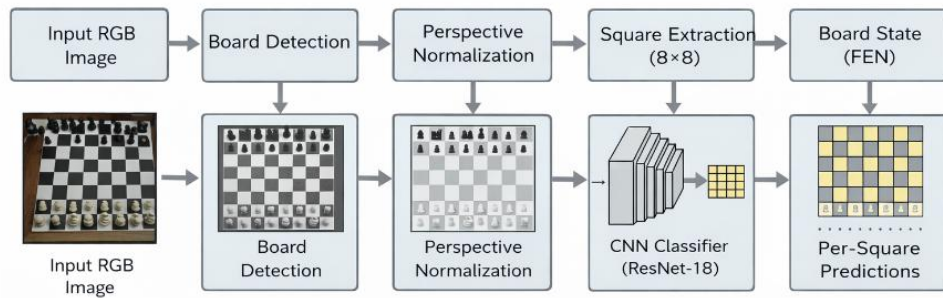 Input RGB
Image
Board Detection
Perspective
Normalization
Square Extraction
(8×8)
Board State
(FEN)
Input RGB
Image
Board
Detection
Perspective
Normalization
CNN Classifier
(ResNet-18)
Per-Square
Predictions